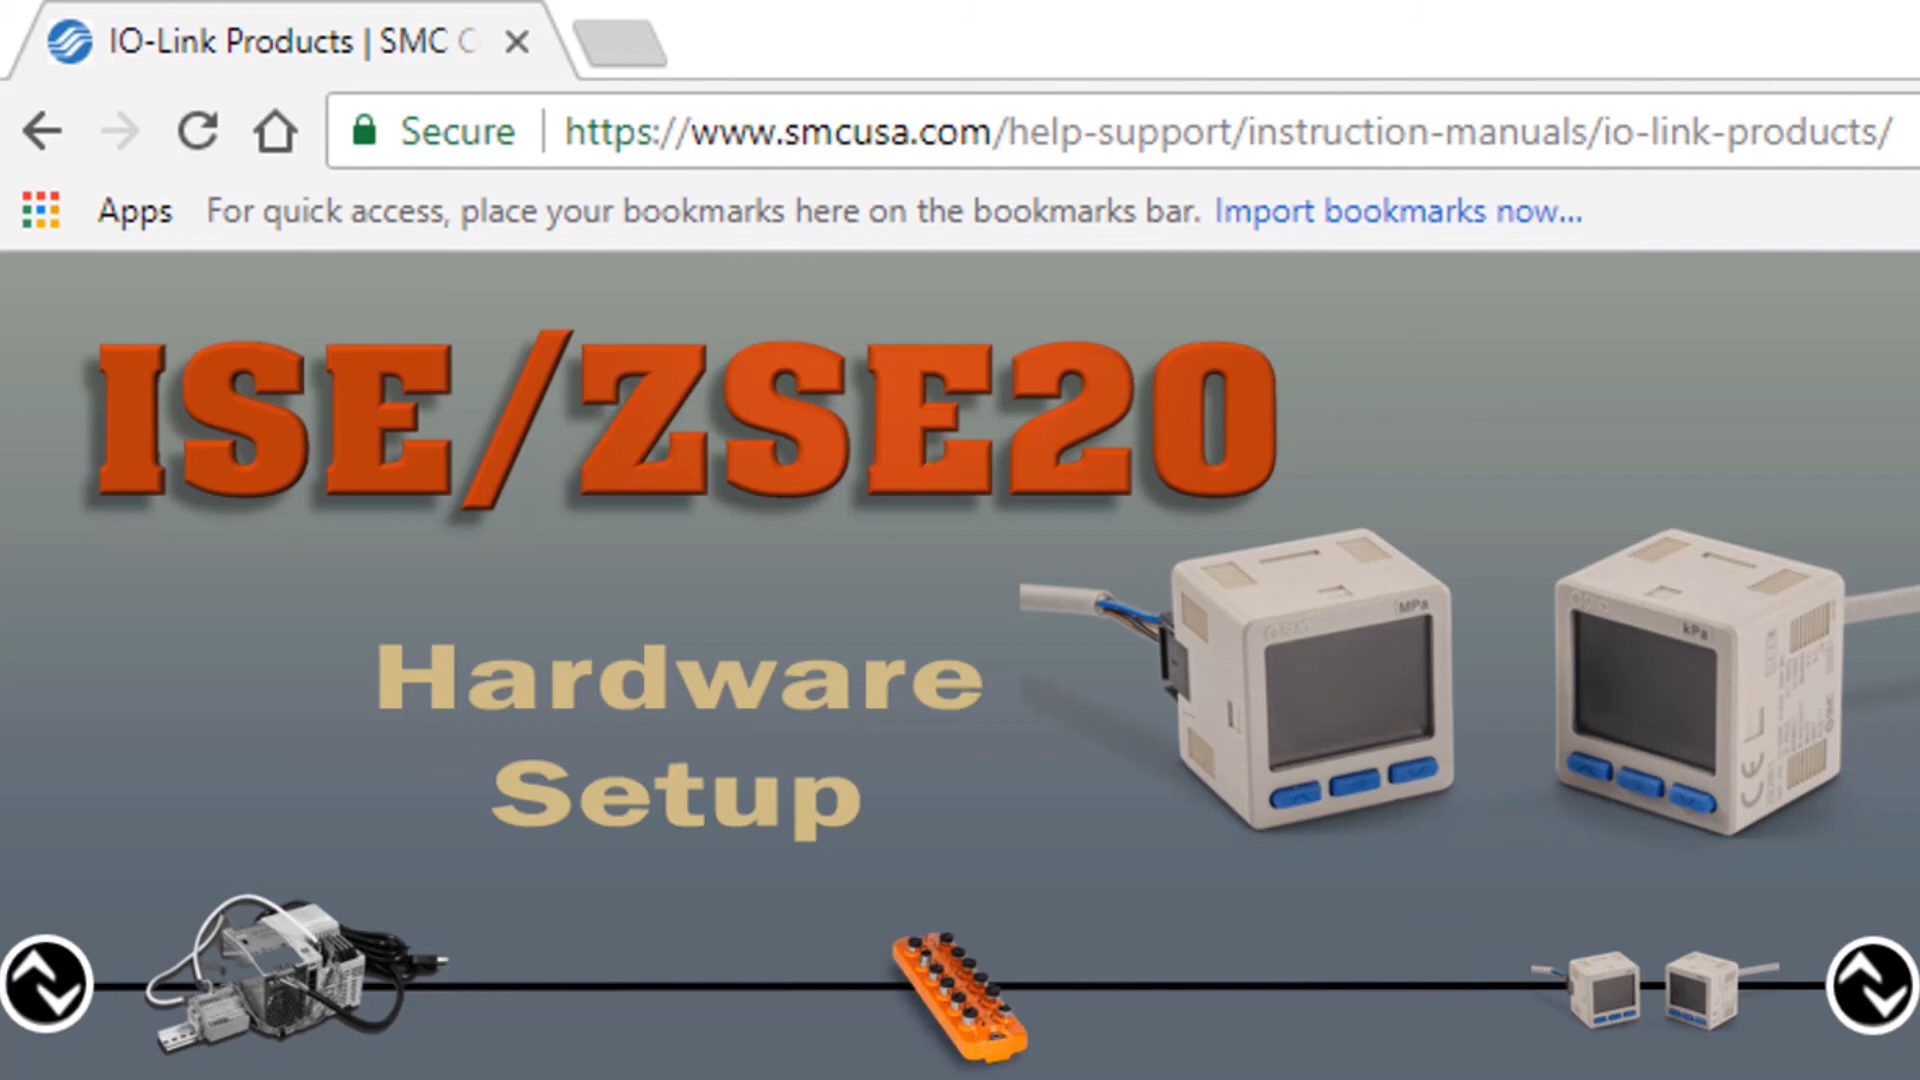 IO-Link Products | SMC C
Secure
https://www.smcusa.com/help-support/instruction-manuals/io-link-products/
Apps
For quick access, place your bookmarks here on the bookmarks bar. Import bookmarks now...
ISE/ZSE20
MPa
kPa
Hardware
Setup
CE